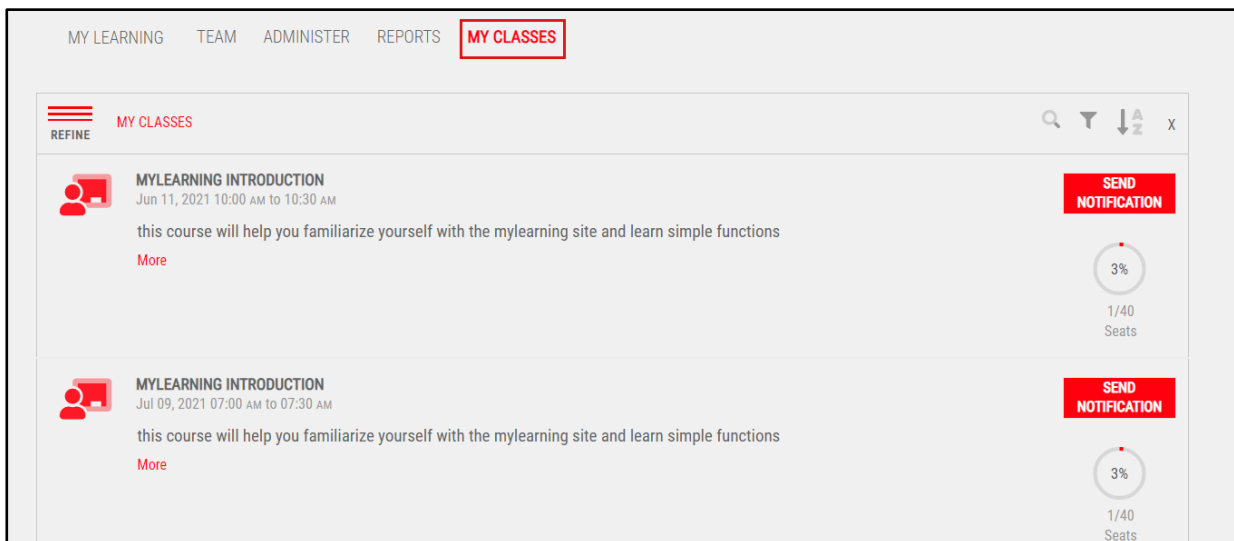 MY LEARNING TEAM ADMINISTER REPORTS MY CLASSES
REFINE MY CLASSES A Z X
MYLEARNING INTRODUCTION
Jun 11, 2021 10:00 AM to 10:30 AM
this course will help you familiarize yourself with the mylearning site and learn simple functions
More
SEND
NOTIFICATION
3%
1/40
Seats
MYLEARNING INTRODUCTION
Jul 09, 2021 07:00 AM to 07:30 AM
this course will help you familiarize yourself with the mylearning site and learn simple functions
More
SEND
NOTIFICATION
3%
1/40
Seats